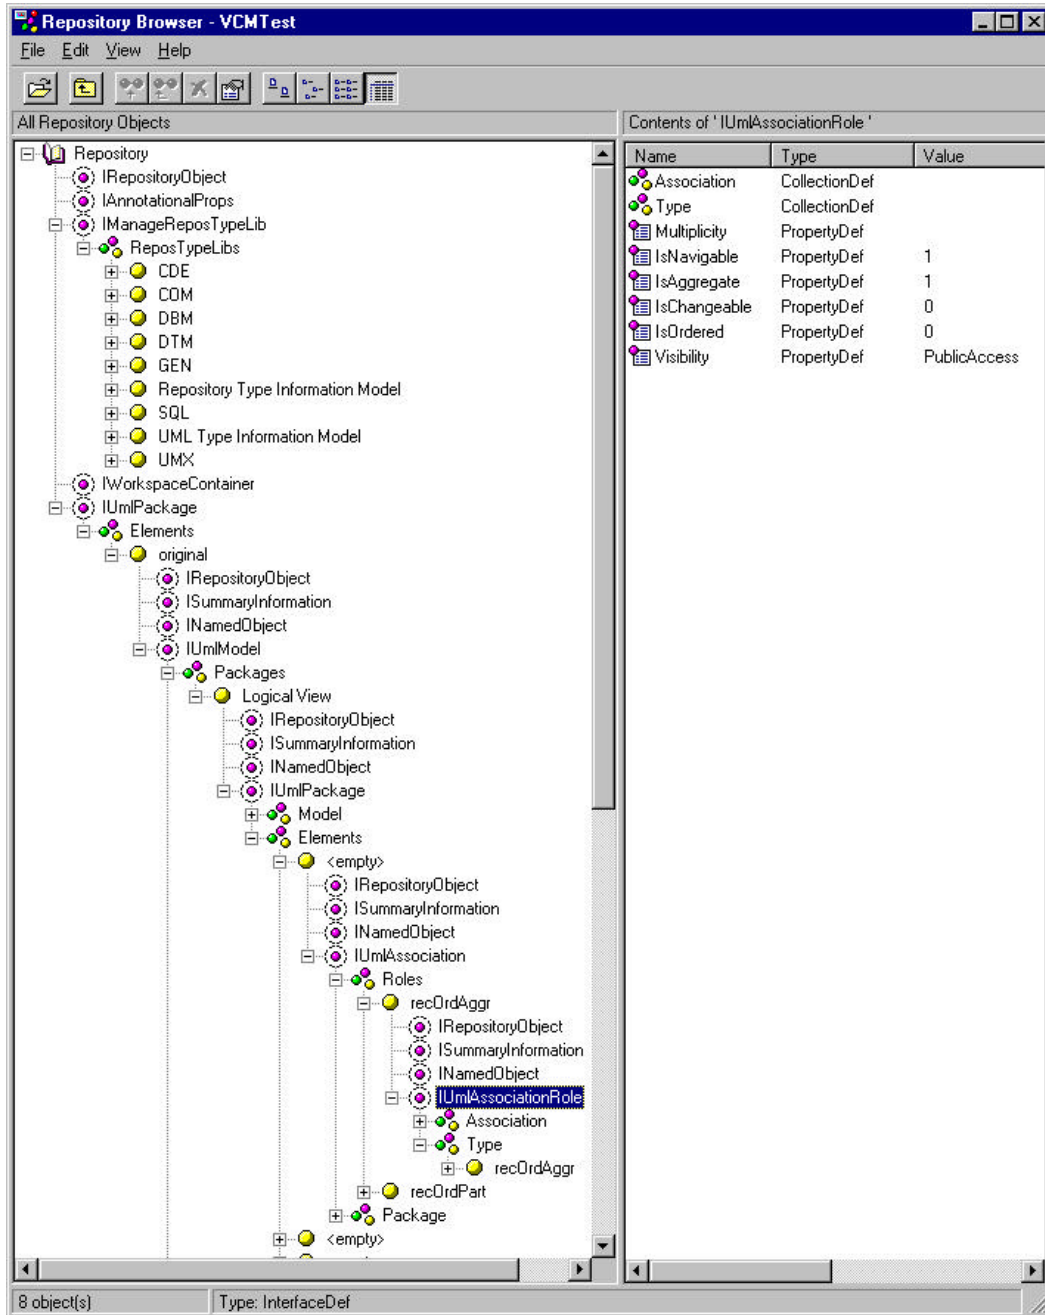 Repository Browser - VCMTest
File Edit View Help
All Repository Objects
Contents of ' IUmlAssociationRole '
Repository
IRepositoryObject
IAnnotationalProps
IManageReposTypeLib
ReposTypeLibs
CDE
COM
DBM
DTM
GEN
Repository Type Information Model
SQL
UML Type Information Model
UMX
IWorkspaceContainer
IUmlPackage
Elements
original
IRepositoryObject
ISummaryInformation
INamedObject
IUmlModel
Packages
Logical View
IRepositoryObject
ISummaryInformation
INamedObject
IUmlPackage
Model
Elements
<empty>
IRepositoryObject
ISummaryInformation
INamedObject
IUmlAssociation
Roles
recOrdAggr
IRepositoryObject
ISummaryInformation
INamedObject
IUmlAssociationRole
Association
Type
recOrdAggr
recOrdPart
Package
<empty>
Name Type Value
Association CollectionDef
Type CollectionDef
Multiplicity PropertyDef
IsNavigable PropertyDef 1
IsAggregate PropertyDef 1
IsChangeable PropertyDef 0
IsOrdered PropertyDef 0
Visibility PropertyDef PublicAccess
8 object(s) Type: InterfaceDef